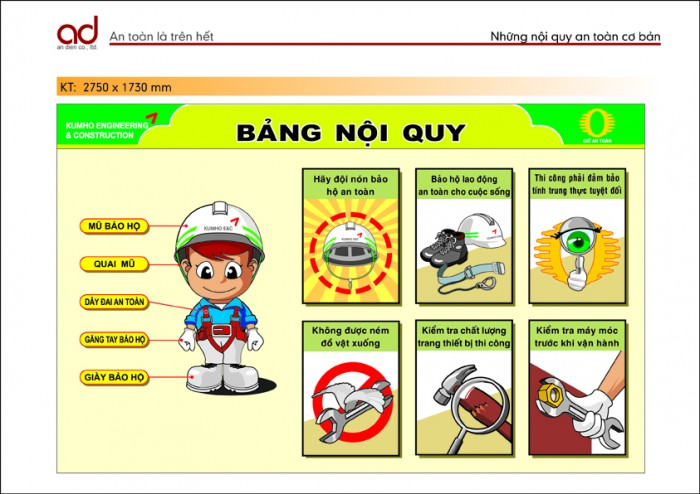 ad
an dien co., ltd.
An toàn là trên hết
Những nội quy an toàn cơ bản
KT: 2750 x 1730 mm
KUMHO ENGINEERING
& CONSTRUCTION
BẢNG NỘI QUY
GIỮ AN TOÀN
MŨ BẢO HỘ
QUAI MŨ
DÂY ĐAI AN TOÀN
GĂNG TAY BẢO HỘ
GIÀY BẢO HỘ
KUMHO E&C
Hãy đội nón bảo
hộ an toàn
KUMHO E&C
Bảo hộ lao động
an toàn cho cuộc sống
Thi công phải đảm bảo
tính trung thực tuyệt đối
Không được ném
đồ vật xuống
Kiểm tra chất lượng
trang thiết bị thi công
Kiểm tra máy móc
trước khi vận hành